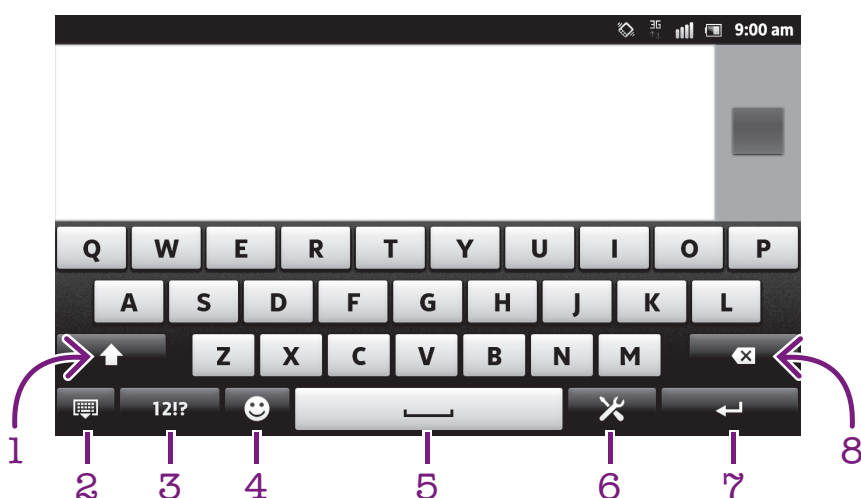 3G 9:00 am
Q W E R T Y U I O P
A S D F G H J K L
Z X C V B N M
12!?
1 8
2 3 4 5 6 7